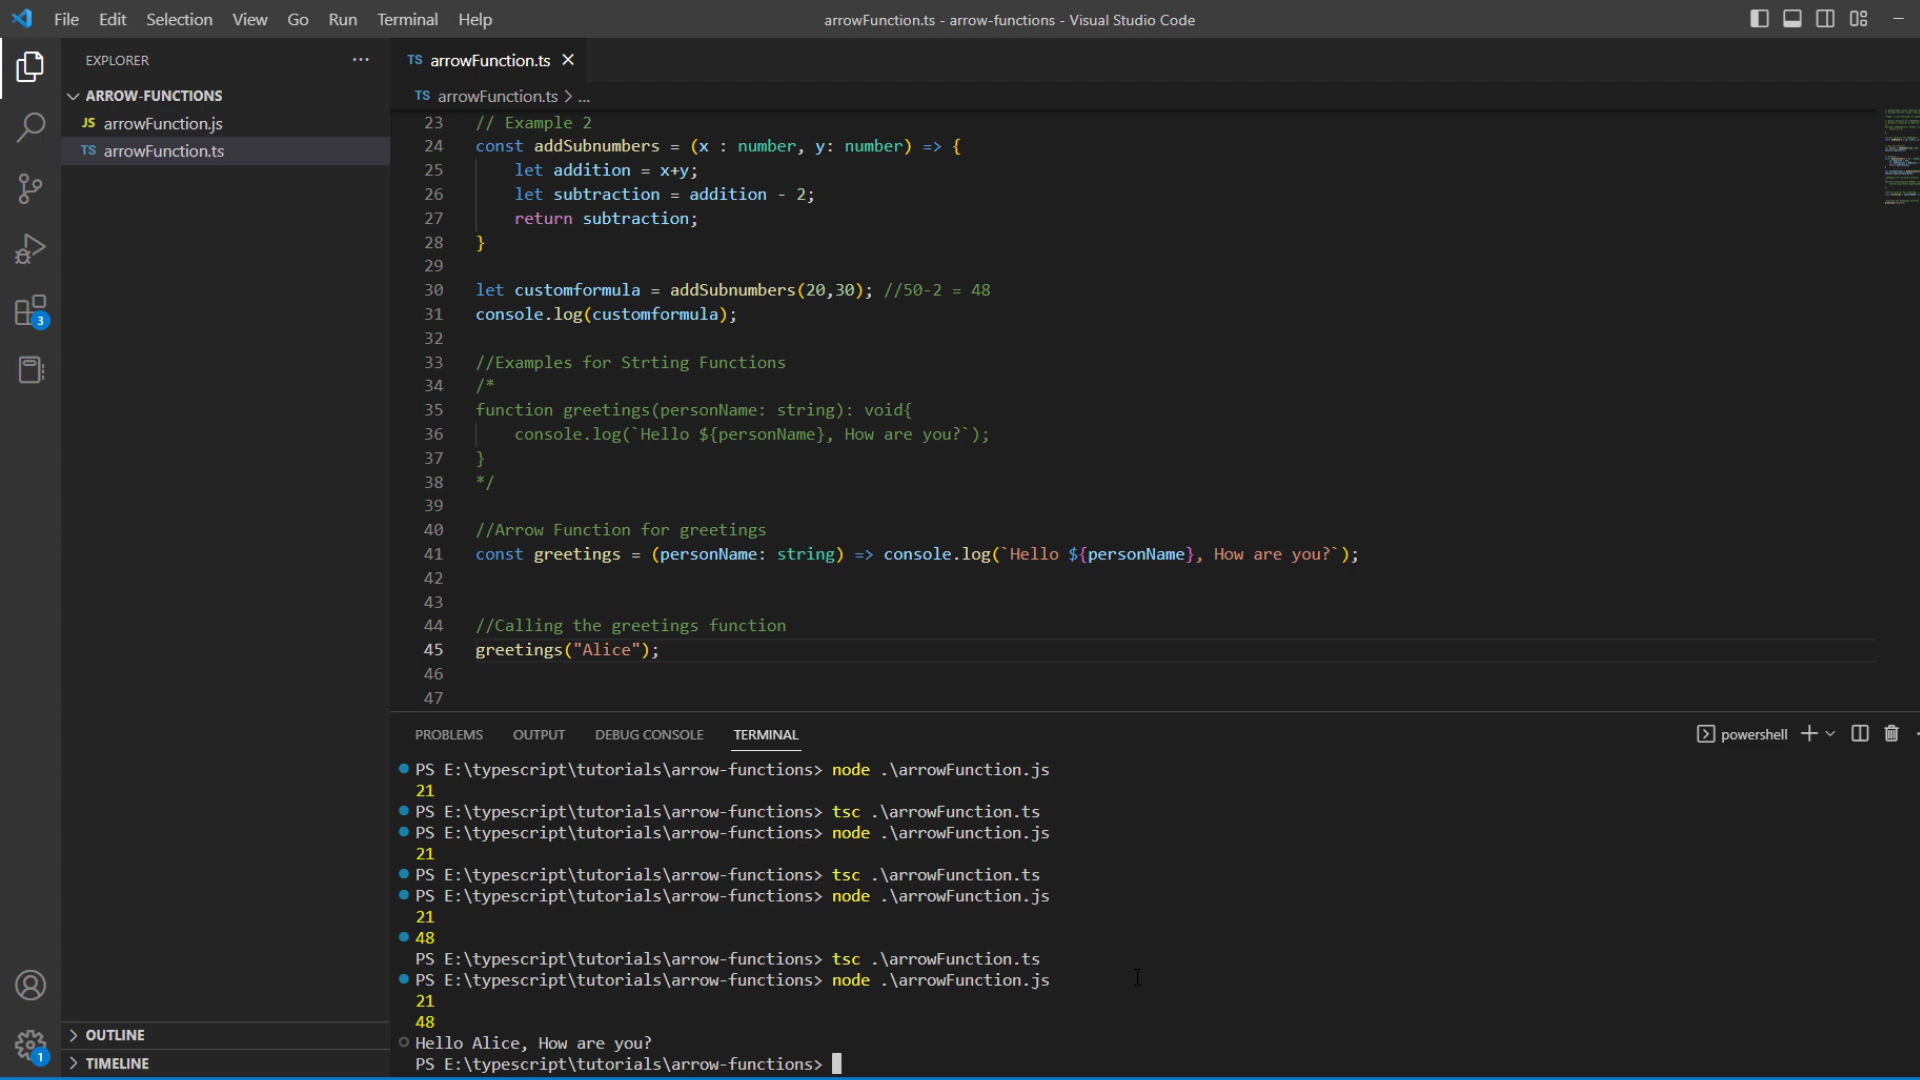 File Edit Selection View Go Run Terminal Help
arrowFunction.ts - arrow-functions - Visual Studio Code
EXPLORER
ARROW-FUNCTIONS
JS arrowFunction.js
TS arrowFunction.ts
3
1
OUTLINE
TIMELINE
TS arrowFunction.ts
TS arrowFunction.ts > ...
23 // Example 2
24 const addSubnumbers = (x : number, y: number) => {
25 let addition = x+y;
26 let subtraction = addition - 2;
27 return subtraction;
28 }
29
30 let customformula = addSubnumbers(20,30); //50-2 = 48
31 console.log(customformula);
32
33 //Examples for Strting Functions
34 /*
35 function greetings(personName: string): void{
36 console.log(`Hello ${personName}, How are you?`);
37 }
38 */
39
40 //Arrow Function for greetings
41 const greetings = (personName: string) => console.log(`Hello ${personName}, How are you?`);
42
43
44 //Calling the greetings function
45 greetings("Alice");
46
47
PROBLEMS OUTPUT DEBUG CONSOLE TERMINAL
powershell
PS E:\typescript\tutorials\arrow-functions> node .\arrowFunction.js
21
PS E:\typescript\tutorials\arrow-functions> tsc .\arrowFunction.ts
PS E:\typescript\tutorials\arrow-functions> node .\arrowFunction.js
21
PS E:\typescript\tutorials\arrow-functions> tsc .\arrowFunction.ts
PS E:\typescript\tutorials\arrow-functions> node .\arrowFunction.js
21
48
PS E:\typescript\tutorials\arrow-functions> tsc .\arrowFunction.ts
PS E:\typescript\tutorials\arrow-functions> node .\arrowFunction.js
21
48
Hello Alice, How are you?
PS E:\typescript\tutorials\arrow-functions>